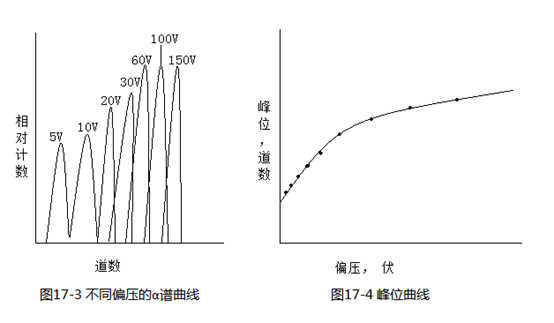 相对计数
5V
10V
20V
30V
60V
100V
150V
道数
图17-3 不同偏压的α谱曲线
峰位，道数
偏压， 伏
图17-4 峰位曲线